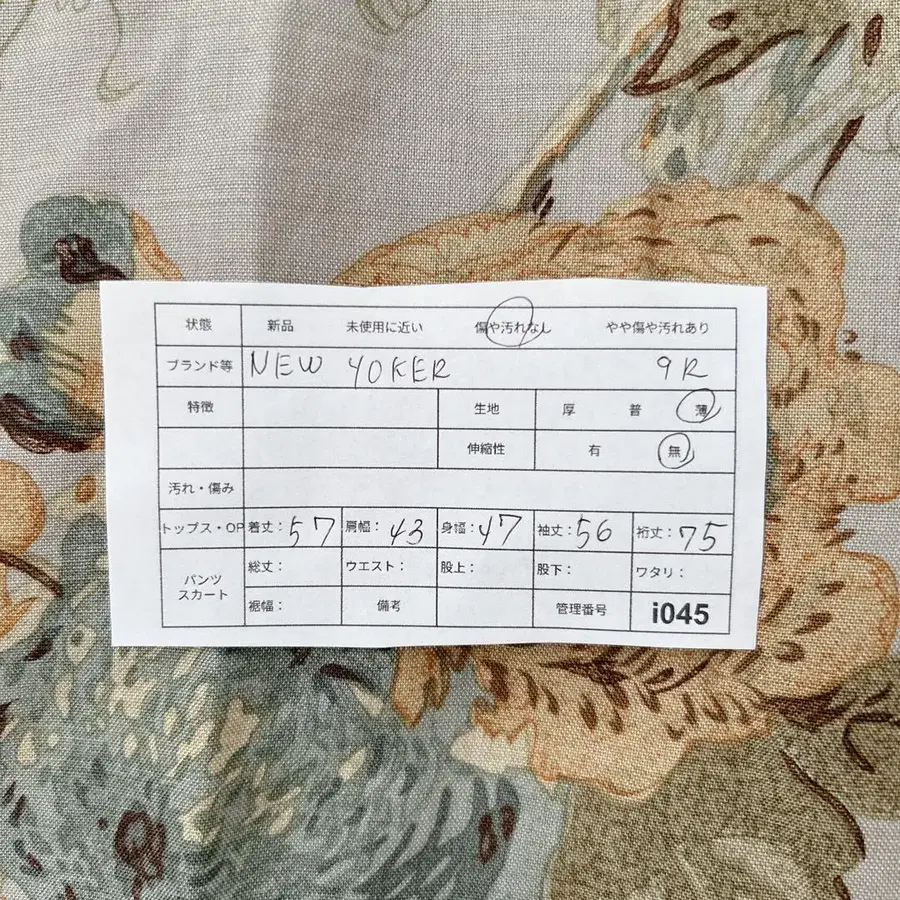 状態 新品 未使用に近い 傷や汚れなし やや傷や汚れあり
ブランド等 NEW YOKER 9R
特徴 生地 厚 普 薄
伸縮性 有 無
汚れ・傷み
トップス・OP 着丈:57 肩幅:43 身幅:47 袖丈:56 裄丈:75
パンツ 総丈: ウエスト: 股上: 股下: ワタリ:
スカート 裾幅: 備考 管理番号 i045